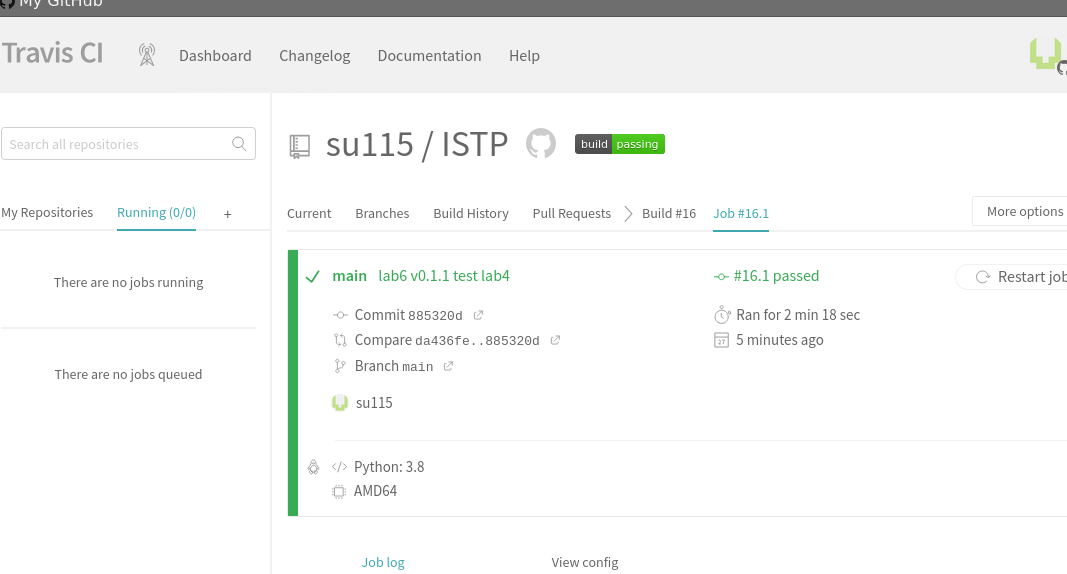 My GitHub
Travis CI Dashboard Changelog Documentation Help
Search all repositories
su115 / ISTP build passing
My Repositories Running (0/0) +
Current Branches Build History Pull Requests Build #16 Job #16.1 More options
There are no jobs running
There are no jobs queued
main lab6 v0.1.1 test lab4
#16.1 passed
Restart job
Commit 885320d
Ran for 2 min 18 sec
Compare da436fe..885320d
27 5 minutes ago
Branch main
su115
Python: 3.8
AMD64
Job log View config